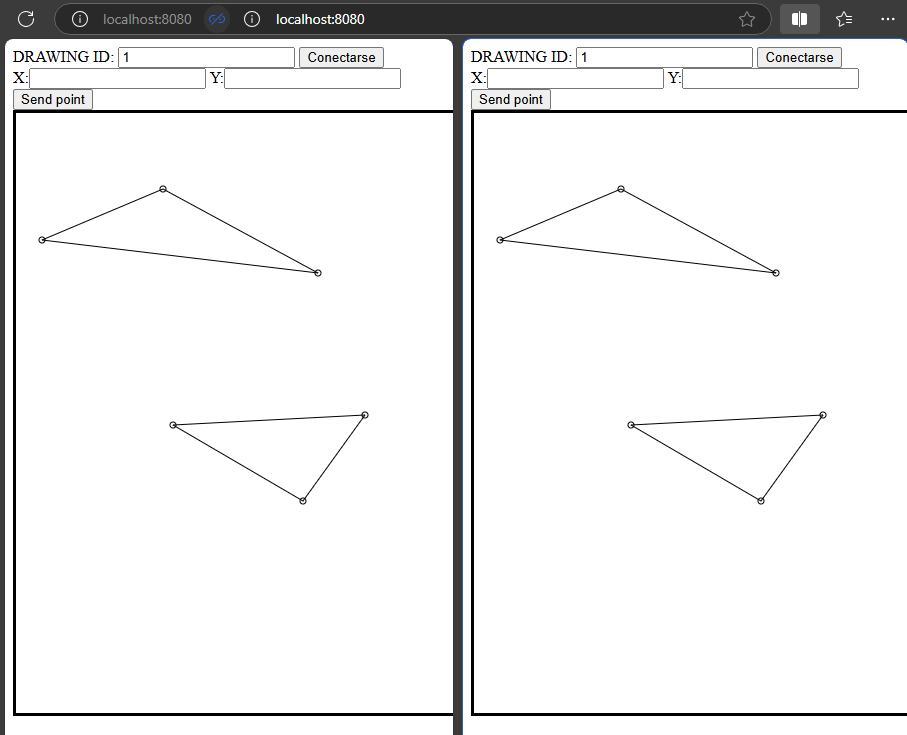 localhost:8080 localhost:8080
DRAWING ID: 1 Conectarse
X: Y:
Send point
DRAWING ID: 1 Conectarse
X: Y:
Send point